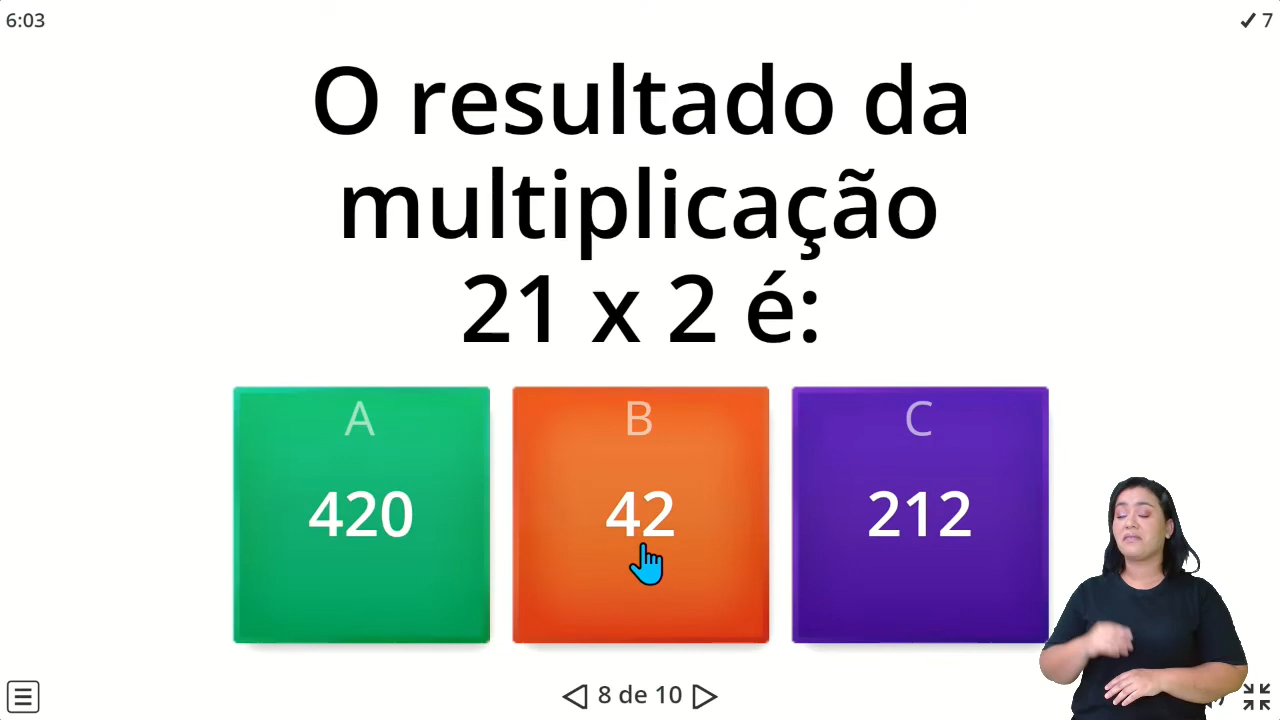 6:03
✓ 7
O resultado da
multiplicação
21 x 2 é:
A
B
C
420
42
212
8 de 10